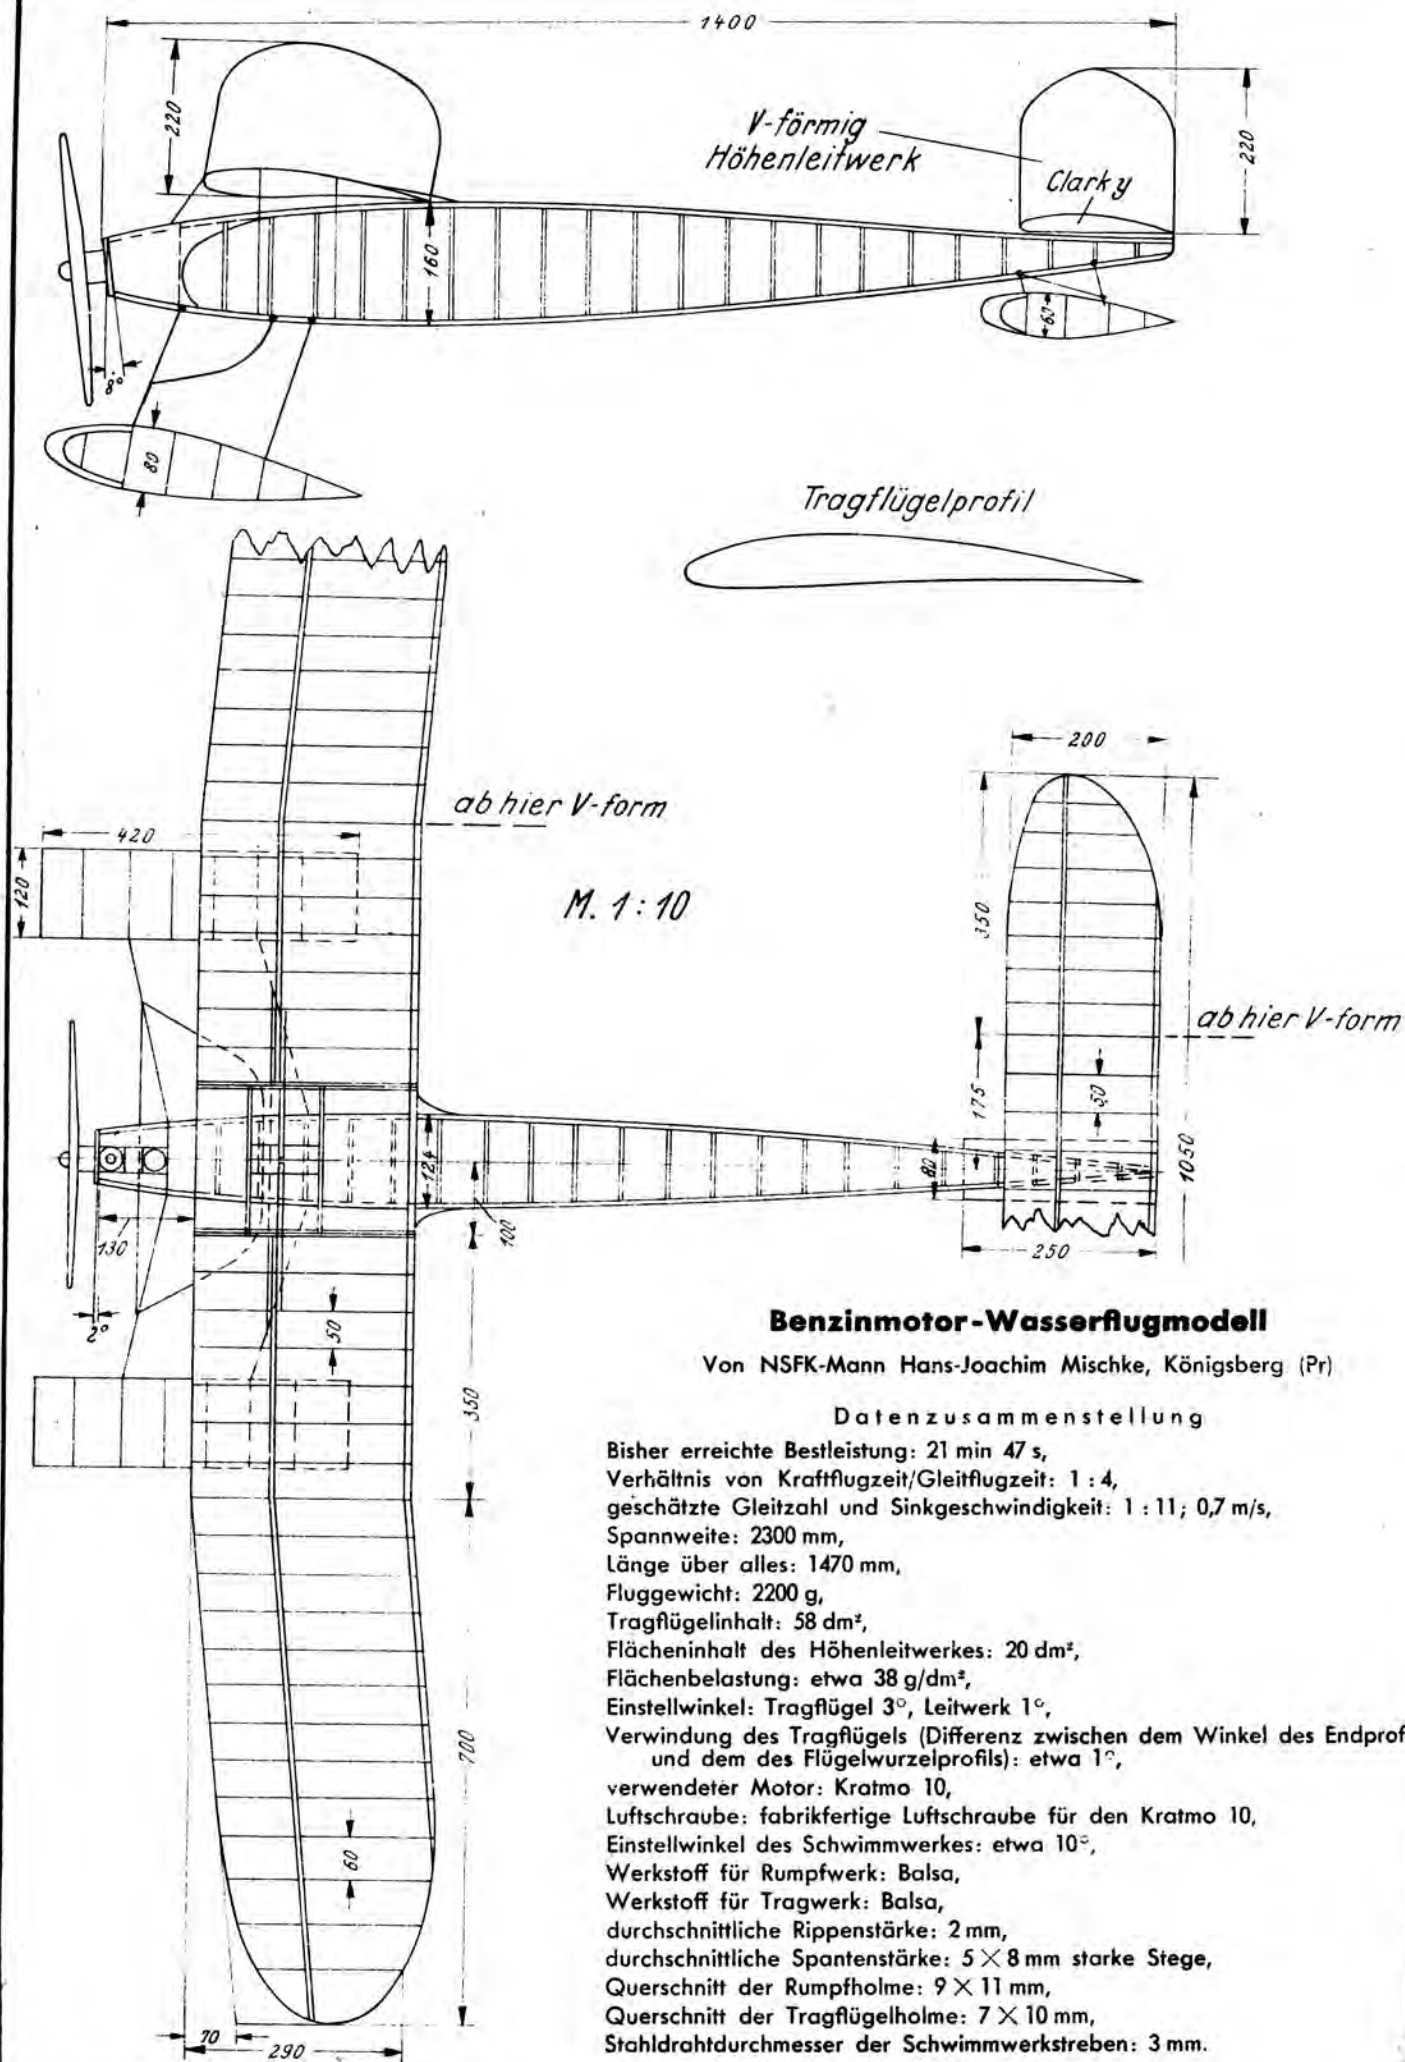 1400
220
V-förmig
Höhenleitwerk
220
Clark y
160
60
8°
80
Tragflügelprofil
200
ab hier V-form
420
120
M. 1:10
350
ab hier V-form
175
50
124
80
1050
100
130
250
2°
50
350
Benzinmotor-Wasserflugmodell
Von NSFK-Mann Hans-Joachim Mischke, Königsberg (Pr)
Datenzusammenstellung
Bisher erreichte Bestleistung: 21 min 47 s,
Verhältnis von Kraftflugzeit/Gleitflugzeit: 1 : 4,
geschätzte Gleitzahl und Sinkgeschwindigkeit: 1 : 11; 0,7 m/s,
Spannweite: 2300 mm,
Länge über alles: 1470 mm,
Fluggewicht: 2200 g,
Tragflügelinhalt: 58 dm²,
Flächeninhalt des Höhenleitwerkes: 20 dm²,
Flächenbelastung: etwa 38 g/dm²,
Einstellwinkel: Tragflügel 3°, Leitwerk 1°,
Verwindung des Tragflügels (Differenz zwischen dem Winkel des Endprof
und dem des Flügelwurzelprofils): etwa 1°,
verwendeter Motor: Kratmo 10,
Luftschraube: fabrikfertige Luftschraube für den Kratmo 10,
Einstellwinkel des Schwimmwerkes: etwa 10°,
Werkstoff für Rumpfwerk: Balsa,
Werkstoff für Tragwerk: Balsa,
durchschnittliche Rippenstärke: 2 mm,
durchschnittliche Spantenstärke: 5 × 8 mm starke Stege,
Querschnitt der Rumpfholme: 9 × 11 mm,
Querschnitt der Tragflügelholme: 7 × 10 mm,
Stahldrahtdurchmesser der Schwimmwerkstreben: 3 mm.
700
60
70
290